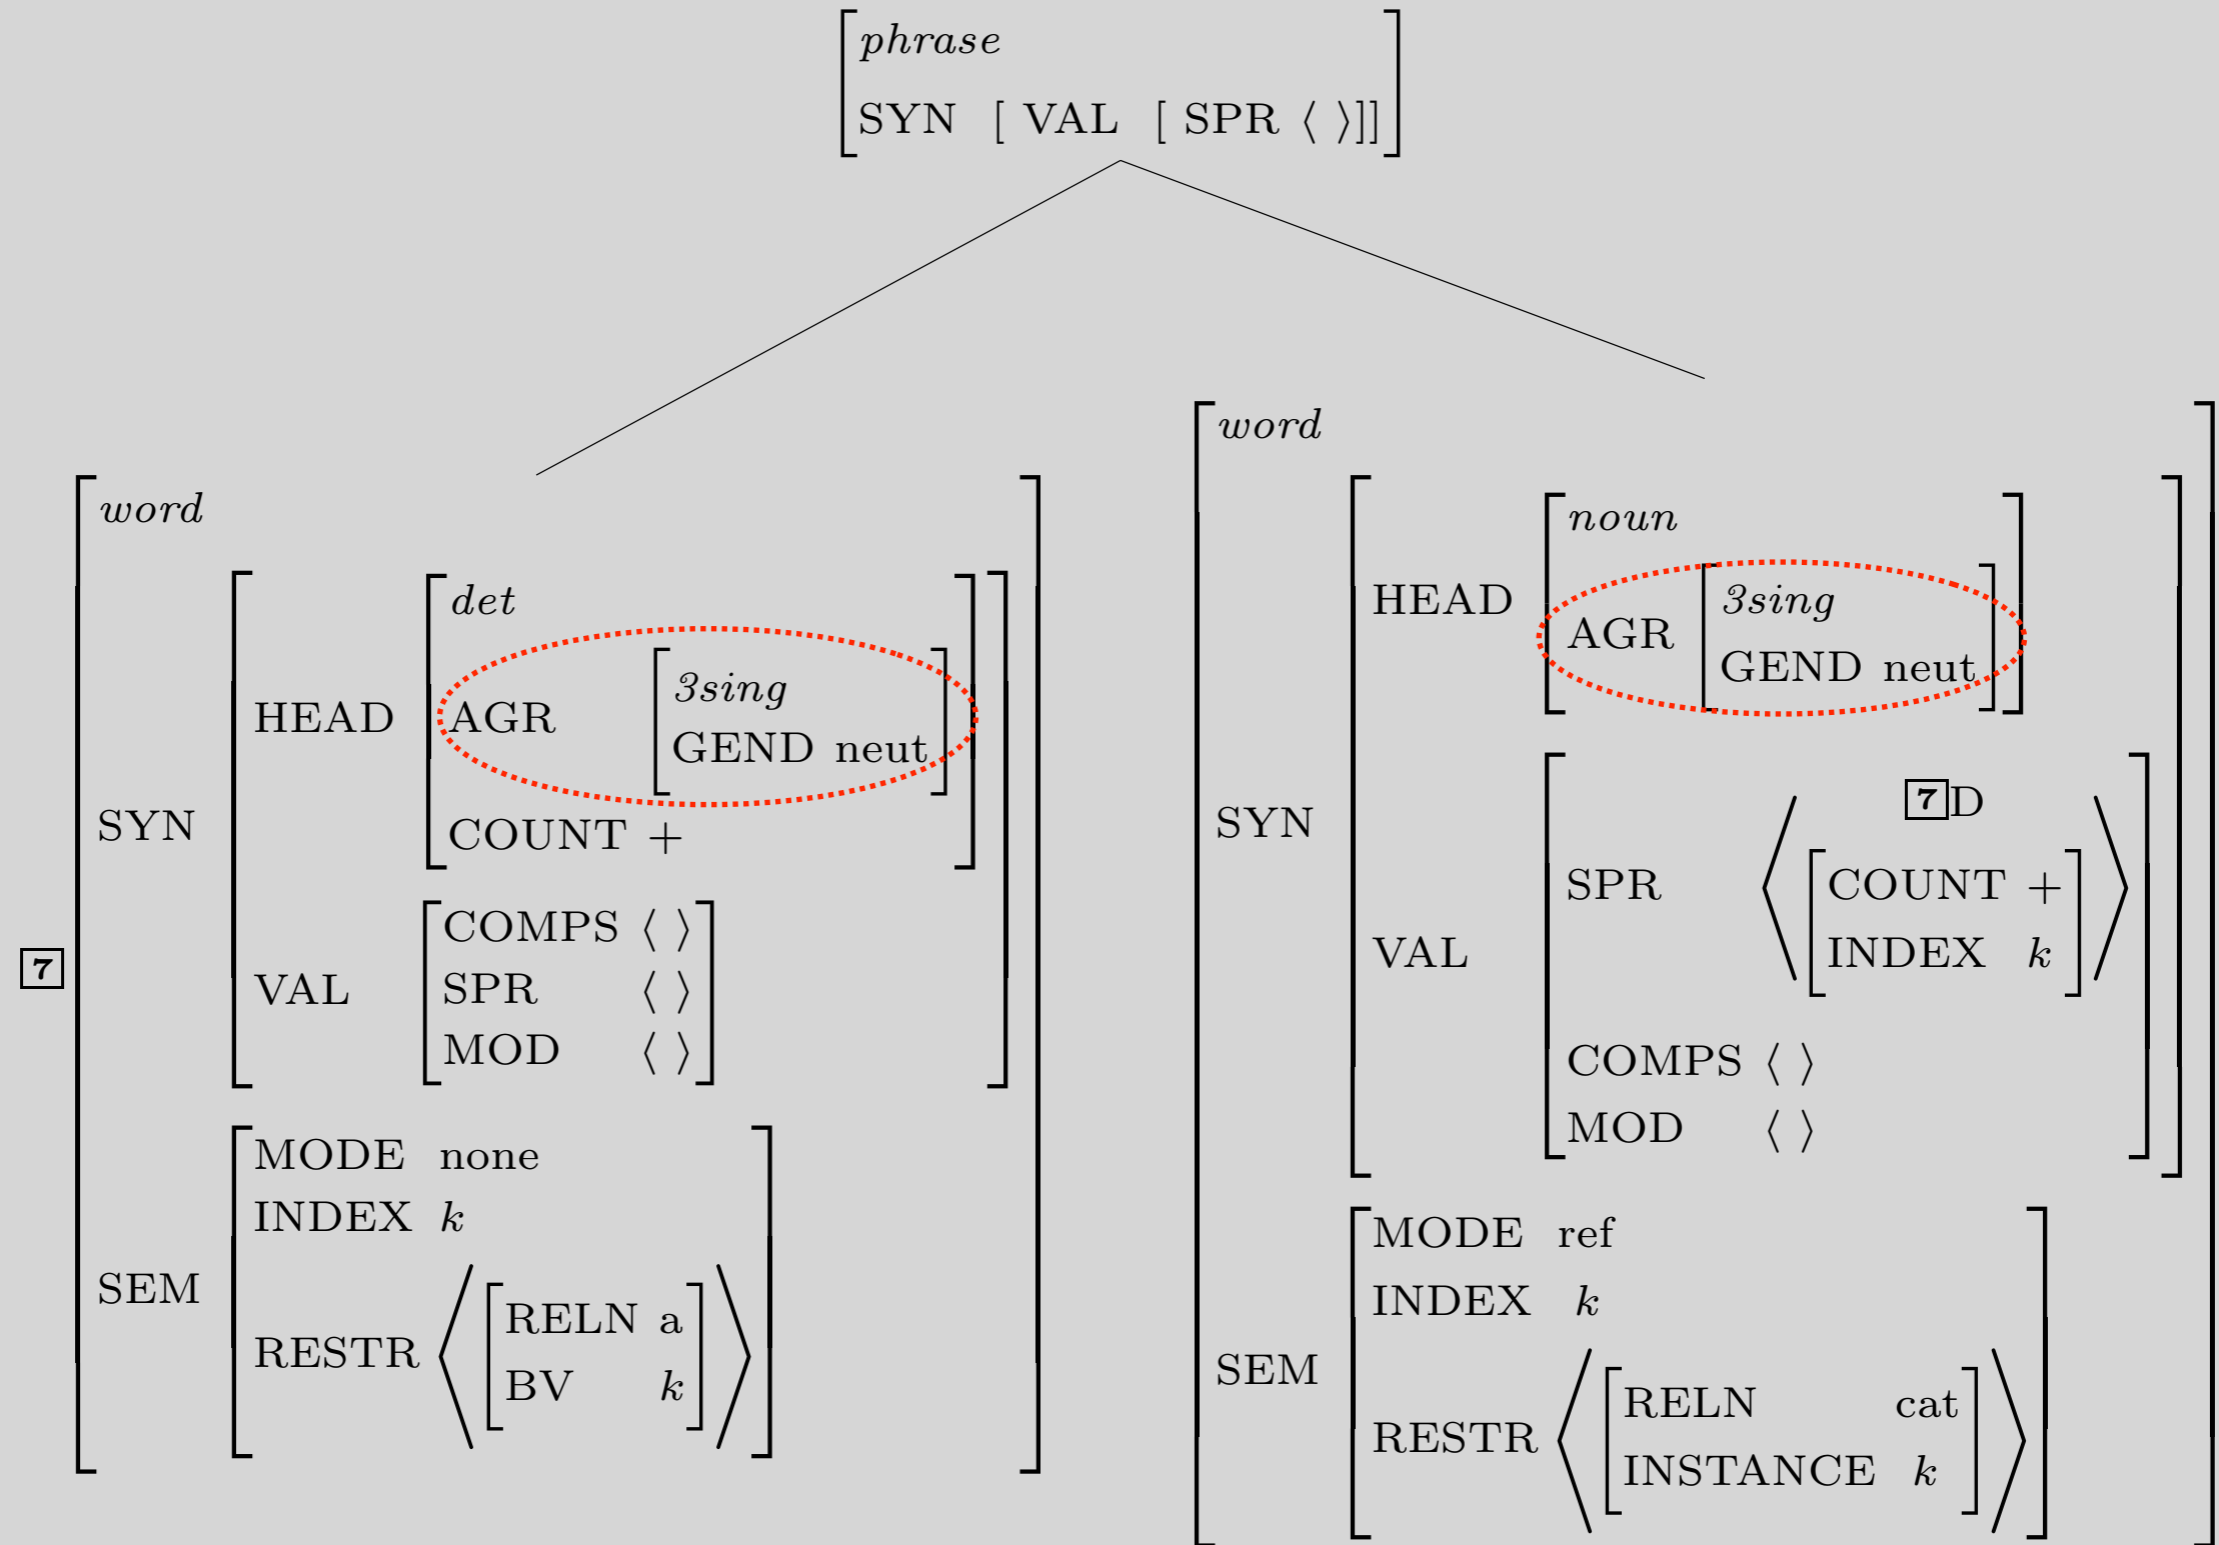 phrase
SYN [ VAL [ SPR ⟨ ⟩]]
word
det
HEAD AGR 3sing
GEND neut
COUNT +
SYN
VAL COMPS ⟨ ⟩
SPR ⟨ ⟩
MOD ⟨ ⟩
7
SEM MODE none
INDEX k
RESTR ⟨ RELN a
BV k ⟩
word
noun
HEAD AGR 3sing
GEND neut
SYN
VAL SPR ⟨ 7 D
COUNT +
INDEX k ⟩
COMPS ⟨ ⟩
MOD ⟨ ⟩
SEM MODE ref
INDEX k
RESTR ⟨ RELN cat
INSTANCE k ⟩